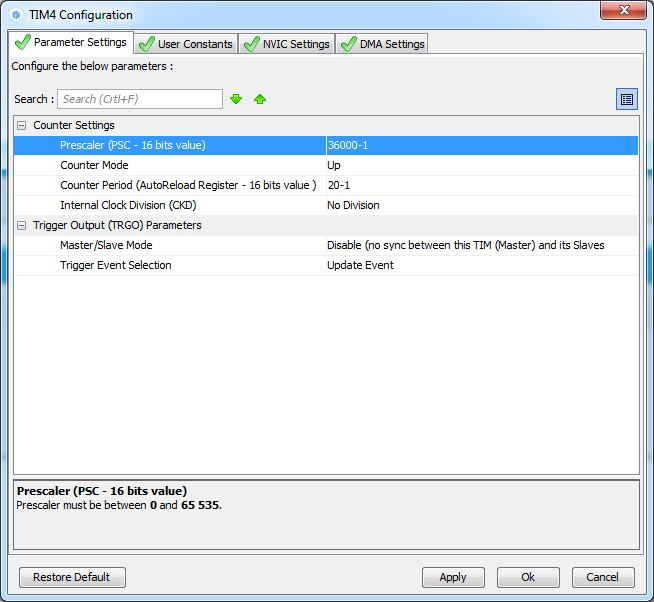 TIM4 Configuration
Parameter Settings User Constants NVIC Settings DMA Settings
Configure the below parameters :
Search : Search (Crtl+F)
Counter Settings
Prescaler (PSC - 16 bits value) 36000-1
Counter Mode Up
Counter Period (AutoReload Register - 16 bits value ) 20-1
Internal Clock Division (CKD) No Division
Trigger Output (TRGO) Parameters
Master/Slave Mode Disable (no sync between this TIM (Master) and its Slaves
Trigger Event Selection Update Event
Prescaler (PSC - 16 bits value)
Prescaler must be between 0 and 65 535.
Restore Default Apply Ok Cancel